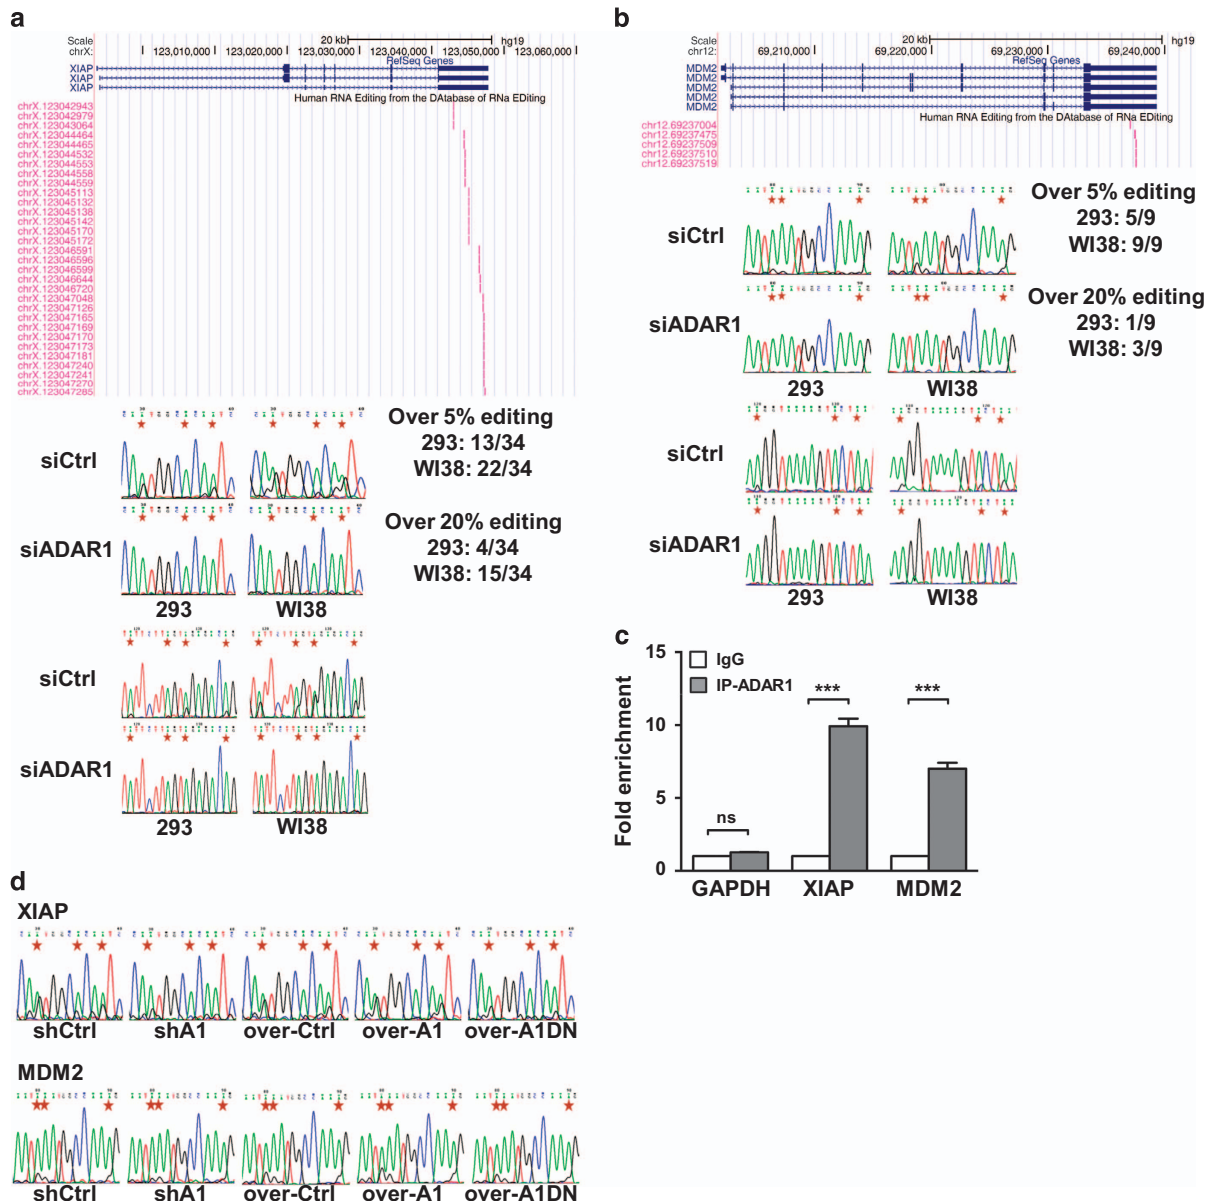 a
Scale
20 kb
hg19
chrX:
123,010,000
123,020,000
123,030,000
123,040,000
123,050,000
123,060,000
RefSeq Genes
XIAP
XIAP
XIAP
Human RNA Editing from the DAtabase of RNa EDiting
chrX.123042943
chrX.123042979
chrX.123043064
chrX.123044464
chrX.123044465
chrX.123044532
chrX.123044553
chrX.123044558
chrX.123044559
chrX.123045113
chrX.123045132
chrX.123045138
chrX.123045142
chrX.123045170
chrX.123045172
chrX.123046591
chrX.123046596
chrX.123046599
chrX.123046644
chrX.123046720
chrX.123047048
chrX.123047126
chrX.123047165
chrX.123047169
chrX.123047170
chrX.123047173
chrX.123047181
chrX.123047240
chrX.123047241
chrX.123047270
chrX.123047285
siCtrl
siADAR1
293
WI38
Over 5% editing
293: 13/34
WI38: 22/34
Over 20% editing
293: 4/34
WI38: 15/34
siCtrl
siADAR1
293
WI38
b
Scale
20 kb
hg19
chr12:
69,210,000
69,220,000
69,230,000
69,240,000
RefSeq Genes
MDM2
MDM2
MDM2
MDM2
MDM2
Human RNA Editing from the DAtabase of RNa EDiting
chr12.69237004
chr12.69237475
chr12.69237509
chr12.69237510
chr12.69237519
siCtrl
siADAR1
293
WI38
Over 5% editing
293: 5/9
WI38: 9/9
Over 20% editing
293: 1/9
WI38: 3/9
siCtrl
siADAR1
293
WI38
c
Fold enrichment
15
10
5
0
IgG
IP-ADAR1
ns
***
***
GAPDH
XIAP
MDM2
d
XIAP
shCtrl
shA1
over-Ctrl
over-A1
over-A1DN
MDM2
shCtrl
shA1
over-Ctrl
over-A1
over-A1DN